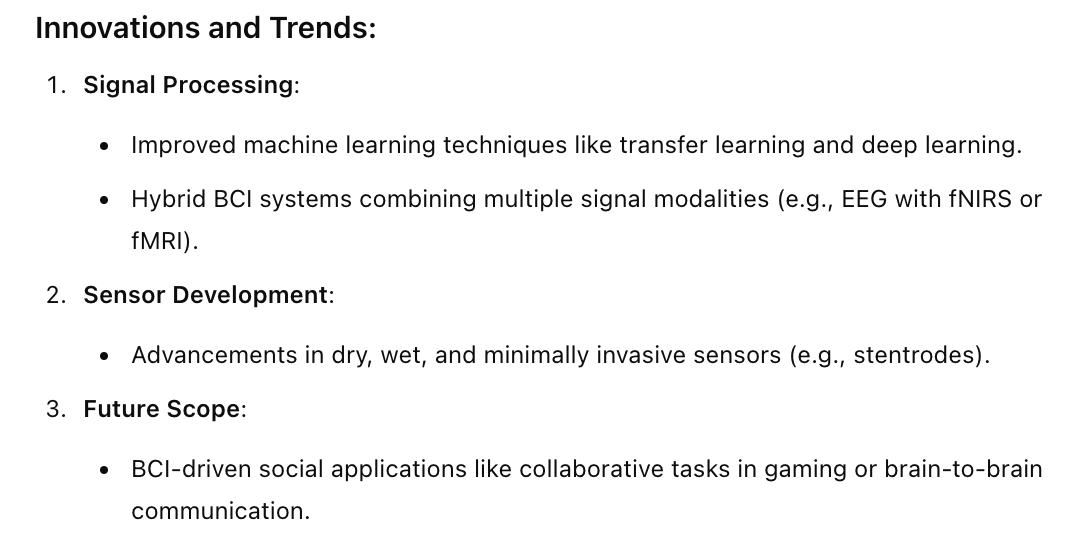 Innovations and Trends:
1. Signal Processing:
• Improved machine learning techniques like transfer learning and deep learning.
• Hybrid BCI systems combining multiple signal modalities (e.g., EEG with fNIRS or
fMRI).
2. Sensor Development:
• Advancements in dry, wet, and minimally invasive sensors (e.g., stentrodes).
3. Future Scope:
• BCI-driven social applications like collaborative tasks in gaming or brain-to-brain
communication.